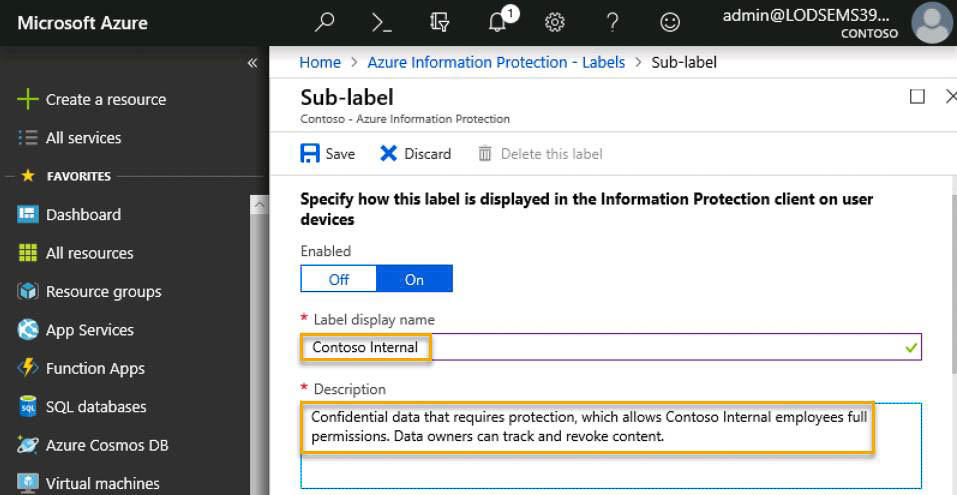 Microsoft Azure
1
admin@LODSEMS39...
CONTOSO
«
Create a resource
All services
FAVORITES
Dashboard
All resources
Resource groups
App Services
Function Apps
SQL databases
Azure Cosmos DB
Virtual machines
Home > Azure Information Protection - Labels > Sub-label
Sub-label
Contoso - Azure Information Protection
Save Discard Delete this label
Specify how this label is displayed in the Information Protection client on user
devices
Enabled
Off On
* Label display name
Contoso Internal
* Description
Confidential data that requires protection, which allows Contoso Internal employees full
permissions. Data owners can track and revoke content.